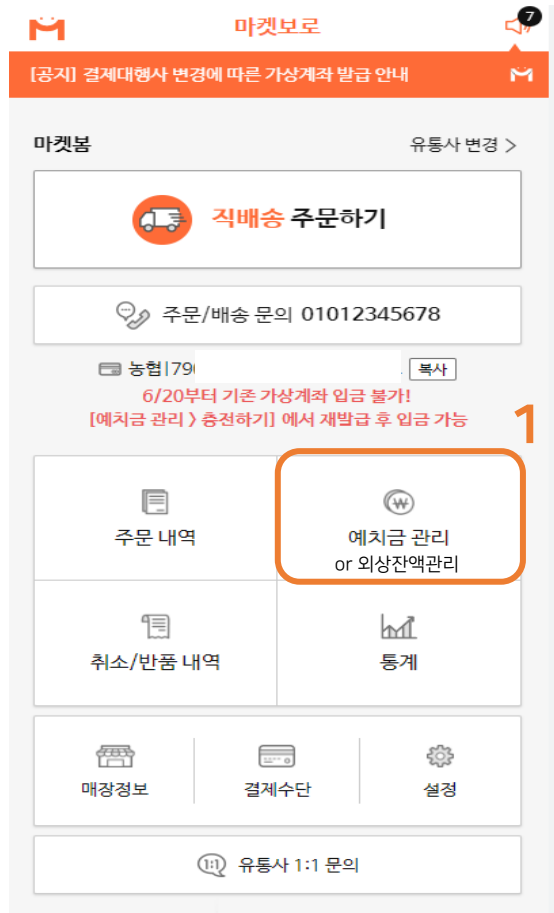 마켓보로
7
[공지] 결제대행사 변경에 따른 가상계좌 발급 안내
마켓봄
유통사 변경 >
직배송 주문하기
주문/배송 문의 01012345678
농협|790
복사
6/20부터 기존 가상계좌 입금 불가!
[예치금 관리 > 충전하기] 에서 재발급 후 입금 가능
1
주문 내역
예치금 관리
or 외상잔액관리
취소/반품 내역
통계
매장정보
결제수단
설정
1:1
유통사 1:1 문의